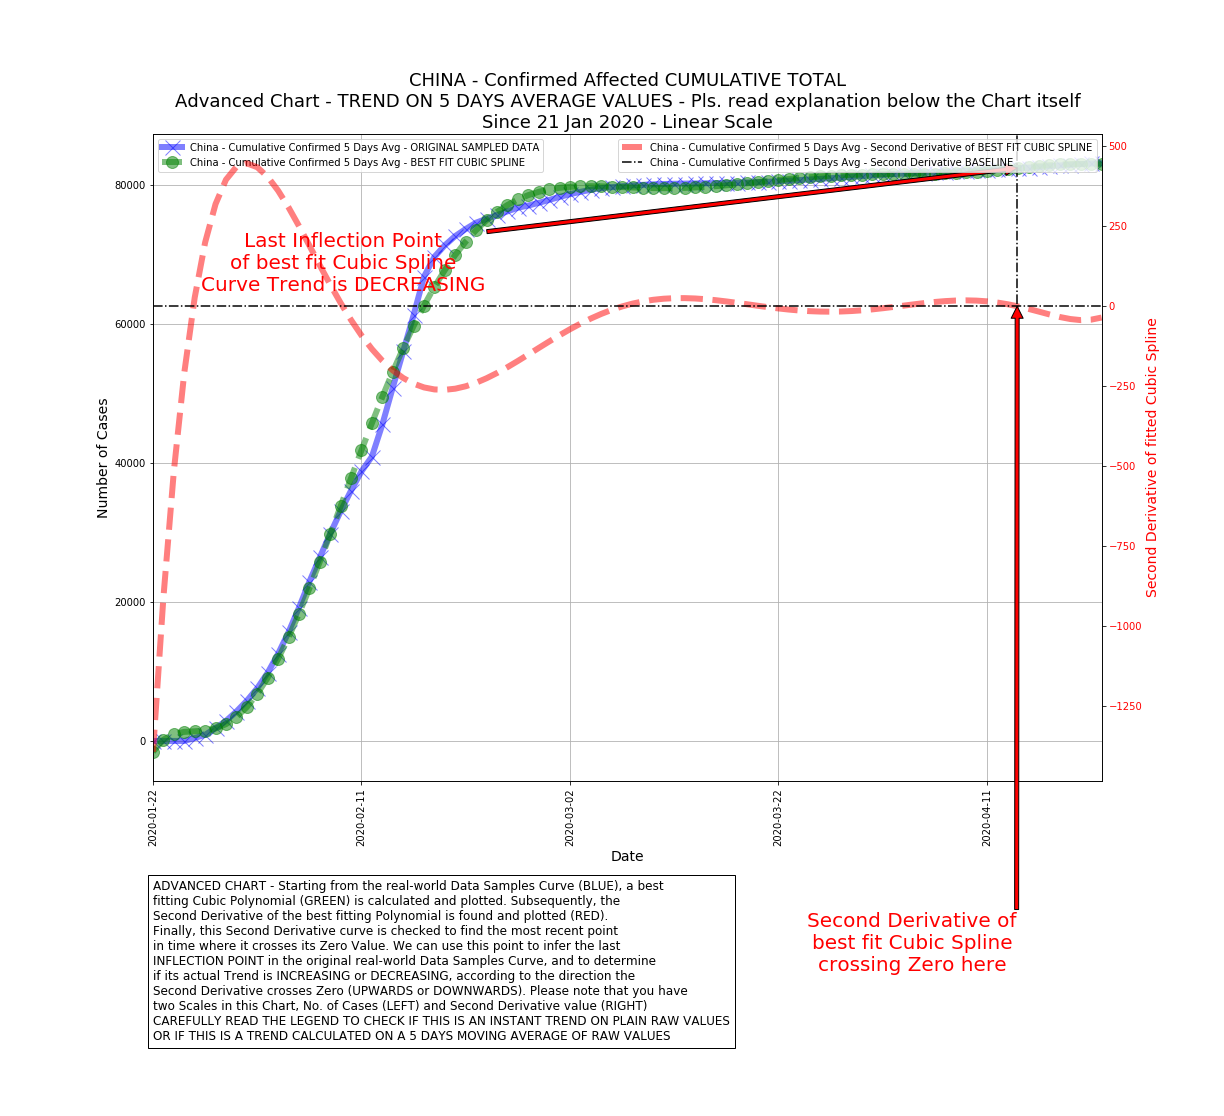 CHINA - Confirmed Affected CUMULATIVE TOTAL
Advanced Chart - TREND ON 5 DAYS AVERAGE VALUES - Pls. read explanation below the Chart itself
Since 21 Jan 2020 - Linear Scale
China - Cumulative Confirmed 5 Days Avg - ORIGINAL SAMPLED DATA
China - Cumulative Confirmed 5 Days Avg - BEST FIT CUBIC SPLINE
China - Cumulative Confirmed 5 Days Avg - Second Derivative of BEST FIT CUBIC SPLINE
China - Cumulative Confirmed 5 Days Avg - Second Derivative BASELINE
Last Inflection Point
of best fit Cubic Spline
Curve Trend is DECREASING
Number of Cases
80000
60000
40000
20000
0
500
250
0
−250
−500
−750
−1000
−1250
Second Derivative of fitted Cubic Spline
2020-01-22
2020-02-11
2020-03-02
2020-03-22
2020-04-11
Date
Second Derivative of
best fit Cubic Spline
crossing Zero here
ADVANCED CHART - Starting from the real-world Data Samples Curve (BLUE), a best
fitting Cubic Polynomial (GREEN) is calculated and plotted. Subsequently, the
Second Derivative of the best fitting Polynomial is found and plotted (RED).
Finally, this Second Derivative curve is checked to find the most recent point
in time where it crosses its Zero Value. We can use this point to infer the last
INFLECTION POINT in the original real-world Data Samples Curve, and to determine
if its actual Trend is INCREASING or DECREASING, according to the direction the
Second Derivative crosses Zero (UPWARDS or DOWNWARDS). Please note that you have
two Scales in this Chart, No. of Cases (LEFT) and Second Derivative value (RIGHT)
CAREFULLY READ THE LEGEND TO CHECK IF THIS IS AN INSTANT TREND ON PLAIN RAW VALUES
OR IF THIS IS A TREND CALCULATED ON A 5 DAYS MOVING AVERAGE OF RAW VALUES